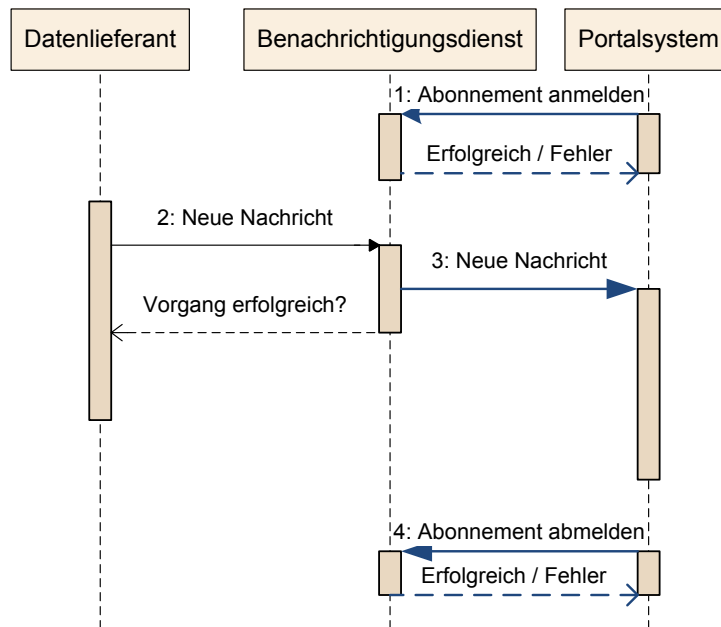 Datenlieferant
Benachrichtigungsdienst
Portalsystem
1: Abonnement anmelden
Erfolgreich / Fehler
2: Neue Nachricht
3: Neue Nachricht
Vorgang erfolgreich?
4: Abonnement abmelden
Erfolgreich / Fehler